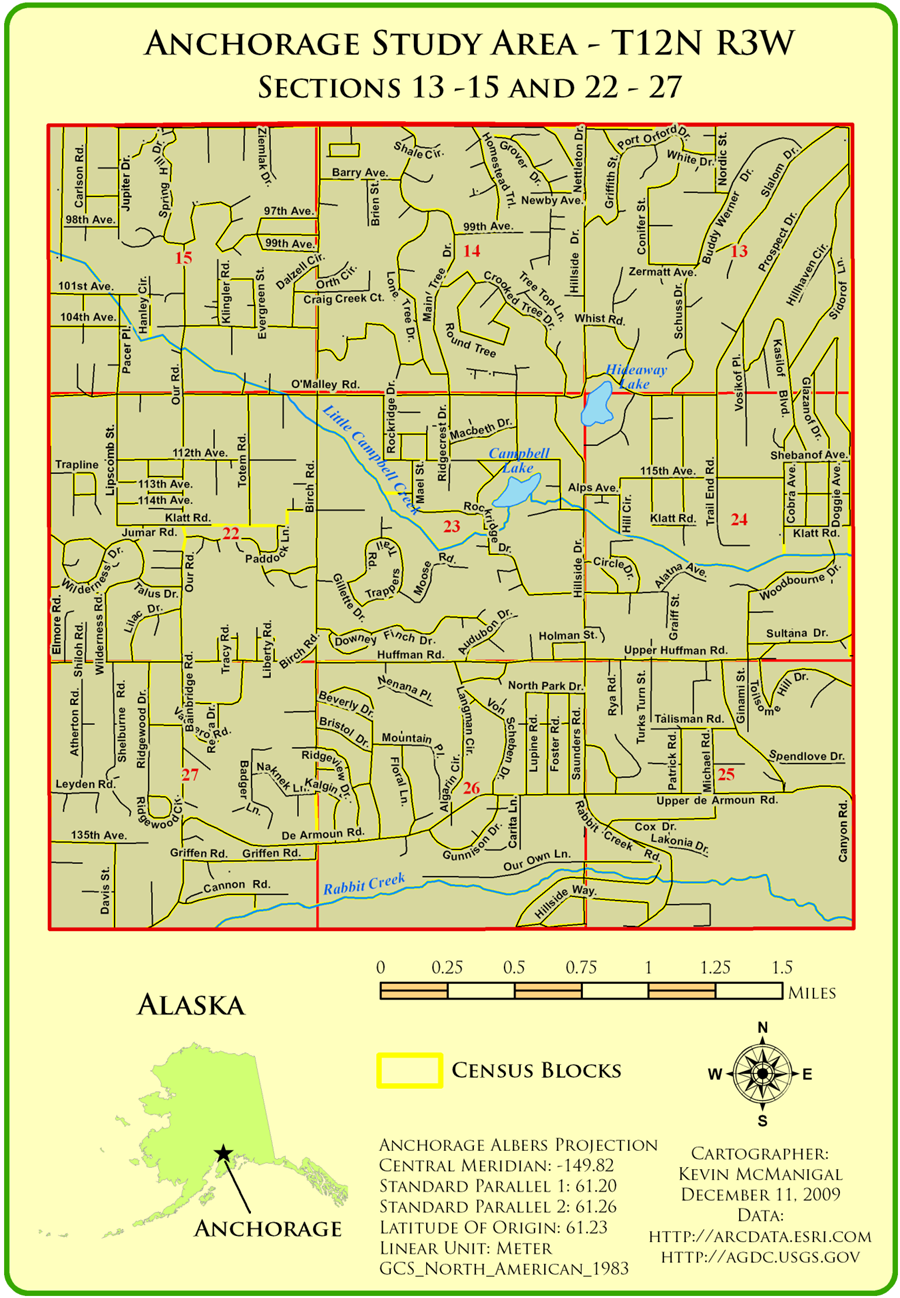 Anchorage Study Area - T12N R3W
Sections 13 -15 and 22 - 27
Carlson Rd.
Jupiter Dr.
Spring Hill Dr.
Ziemlak Dr.
98th Ave.
97th Ave.
99th Ave.
15
101st Ave.
104th Ave.
Hanley Cir.
Pacer Pl.
Klingler Rd.
Evergreen St.
Dalzell Cir.
Orth Cir.
Craig Creek Ct.
Our Rd.
O'Malley Rd.
Shale Cir.
Barry Ave.
Brien St.
Homestead Trl.
Grover Dr.
Newby Ave.
Nettleton Dr.
99th Ave.
14
Hillside Dr.
Lone Tree Dr.
Main Tree Dr.
Crooked Tree Dr.
Tree Top Ln.
Round Tree
Port Orford Dr.
White Dr.
Nordic St.
Griffith St.
Conifer St.
Buddy Werner Dr.
Slalom Dr.
13
Prospect Dr.
Zermatt Ave.
Hillhaven Cir.
Sidorof Ln.
Schuss Dr.
Whist Rd.
Hideaway
Lake
Vosikof Pl.
Kasilof Blvd.
Glazanof Dr.
Shebanof Ave.
Lipscomb St.
Trapline
112th Ave.
113th Ave.
114th Ave.
Totem Rd.
Birch Rd.
Klatt Rd.
22
Jumar Rd.
Paddock Ln.
Wilderness Dr.
Talus Dr.
Our Rd.
Lilac Dr.
Elmore Rd.
Shiloh Rd.
Wilderness Rd.
Tracy Rd.
Liberty Rd.
Birch Rd.
Little Campbell Creek
Rockridge Dr.
Ridgecrest Dr.
Macbeth Dr.
Mael St.
Campbell
Lake
Rockridge Dr.
23
Trail Rd.
Trappers
Moose Rd.
Gillette Dr.
Downey Finch Dr.
Audubon Dr.
Huffman Rd.
Holman St.
Hillside Dr.
Alps Ave.
Hill Cir.
115th Ave.
Klatt Rd.
Trail End Rd.
24
Cobra Ave.
Doggie Ave.
Klatt Rd.
Circle Dr.
Alatna Ave.
Graiff St.
Woodbourne Dr.
Sultana Dr.
Upper Huffman Rd.
Atherton Rd.
Shelburne Rd.
Ridgewood Dr.
Bainbridge Rd.
27
Leyden Rd.
Ridgewood Cir.
Badger Ln.
Naknek Ln.
135th Ave.
Griffen Rd.
Griffen Rd.
De Armoun Rd.
Davis St.
Cannon Rd.
Nenana Pl.
Beverly Dr.
Bristol Dr.
Mountain Pl.
Ridgeview Dr.
Kalgin Dr.
Floral Ln.
Langman Cir.
Von Scheben Dr.
Algerin Cir.
26
North Park Dr.
Lupine Rd.
Foster Rd.
Saunders Rd.
Gunnison Dr.
Carita Ln.
Our Own Ln.
Rabbit Creek
Hillside Way.
Rya Rd.
Turks Turn St.
Talisman Rd.
Ginami St.
Toilsome Hill Dr.
Patrick Rd.
Michael Rd.
25
Spendlove Dr.
Upper de Armoun Rd.
Rabbit Creek Rd.
Cox Dr.
Lakonia Dr.
Canyon Rd.
0 0.25 0.5 0.75 1 1.25 1.5
Miles
Alaska
Anchorage
Census Blocks
N
W E
S
Anchorage Albers Projection
Central Meridian: -149.82
Standard Parallel 1: 61.20
Standard Parallel 2: 61.26
Latitude Of Origin: 61.23
Linear Unit: Meter
GCS_North_American_1983
Cartographer:
Kevin McManigal
December 11, 2009
Data:
http://arcdata.esri.com
http://agdc.usgs.gov